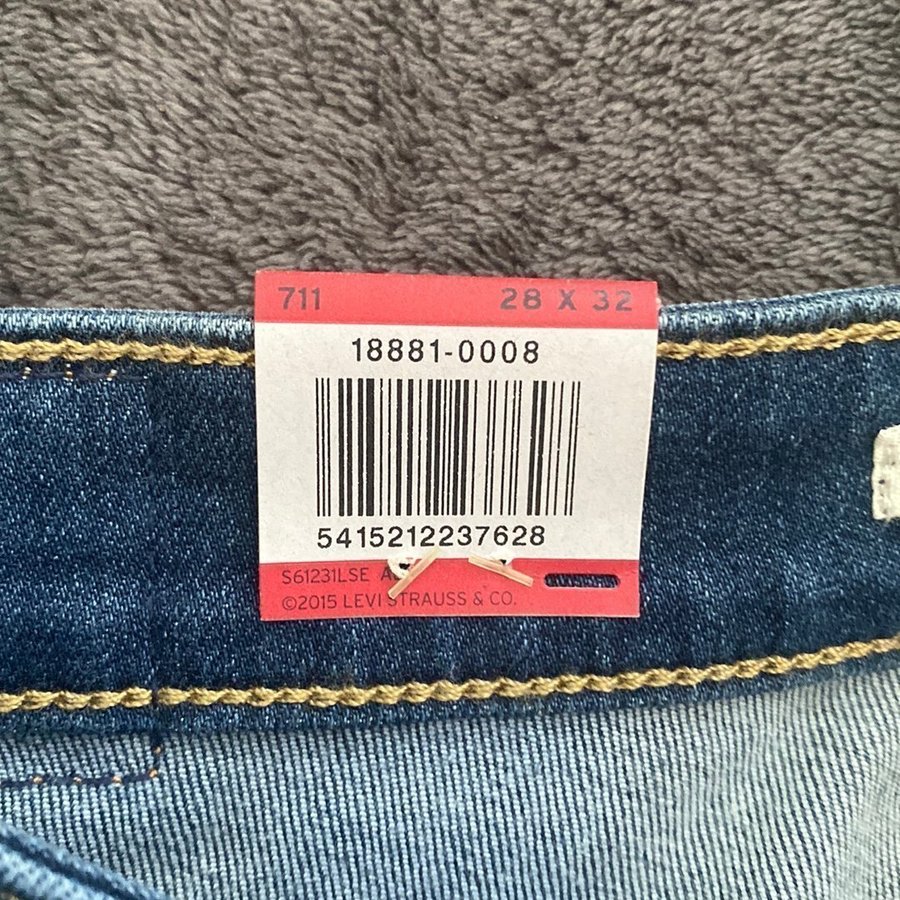 711 28 X 32
18881-0008
5415212237628
S61231LSE
©2015 LEVI STRAUSS & CO.